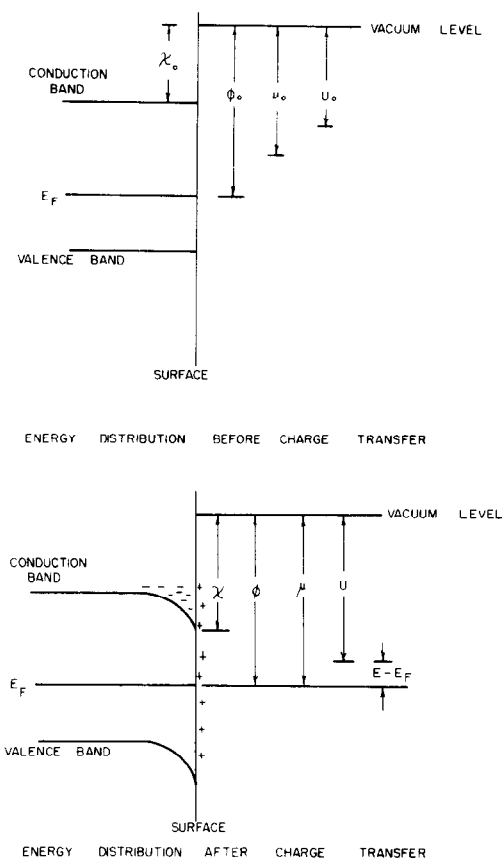 VACUUM LEVEL
χ₀
CONDUCTION
BAND
ϕ₀
μ₀
U₀
E_F
VALENCE BAND
SURFACE
ENERGY DISTRIBUTION BEFORE CHARGE TRANSFER
VACUUM LEVEL
CONDUCTION
BAND
- - - - - - - -
+
+
+
+
+
+
+
+
χ
ϕ
μ
U
E-E_F
E_F
VALENCE BAND
SURFACE
ENERGY DISTRIBUTION AFTER CHARGE TRANSFER